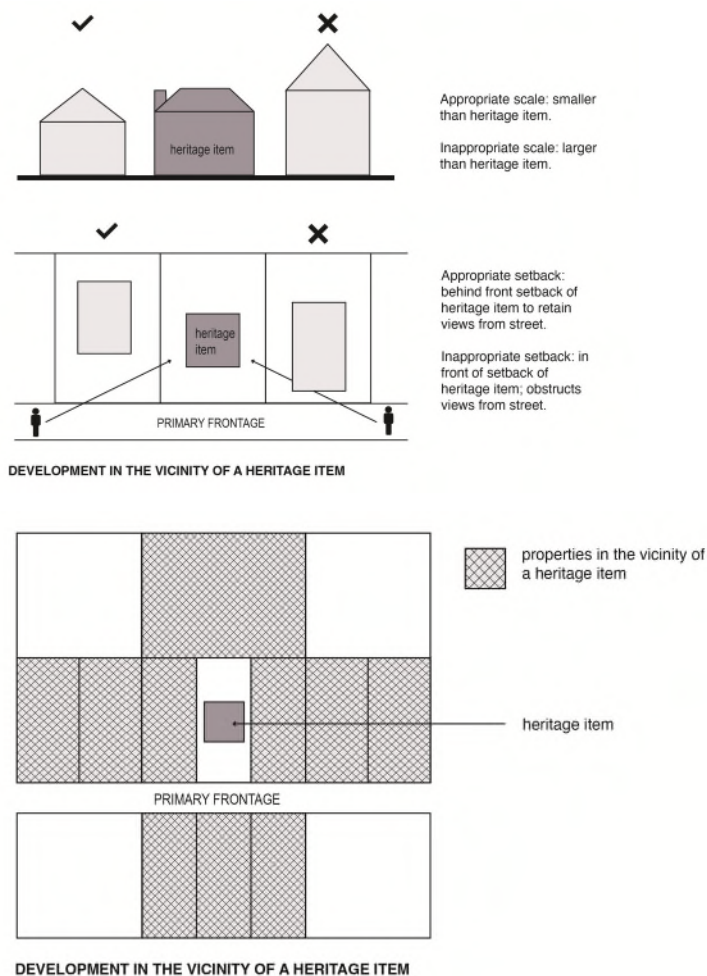 heritage item
Appropriate scale: smaller
than heritage item.
Inappropriate scale: larger
than heritage item.
heritage
item
PRIMARY FRONTAGE
Appropriate setback:
behind front setback of
heritage item to retain
views from street.
Inappropriate setback: in
front of setback of
heritage item; obstructs
views from street.
DEVELOPMENT IN THE VICINITY OF A HERITAGE ITEM
properties in the vicinity of
a heritage item
heritage item
PRIMARY FRONTAGE
DEVELOPMENT IN THE VICINITY OF A HERITAGE ITEM